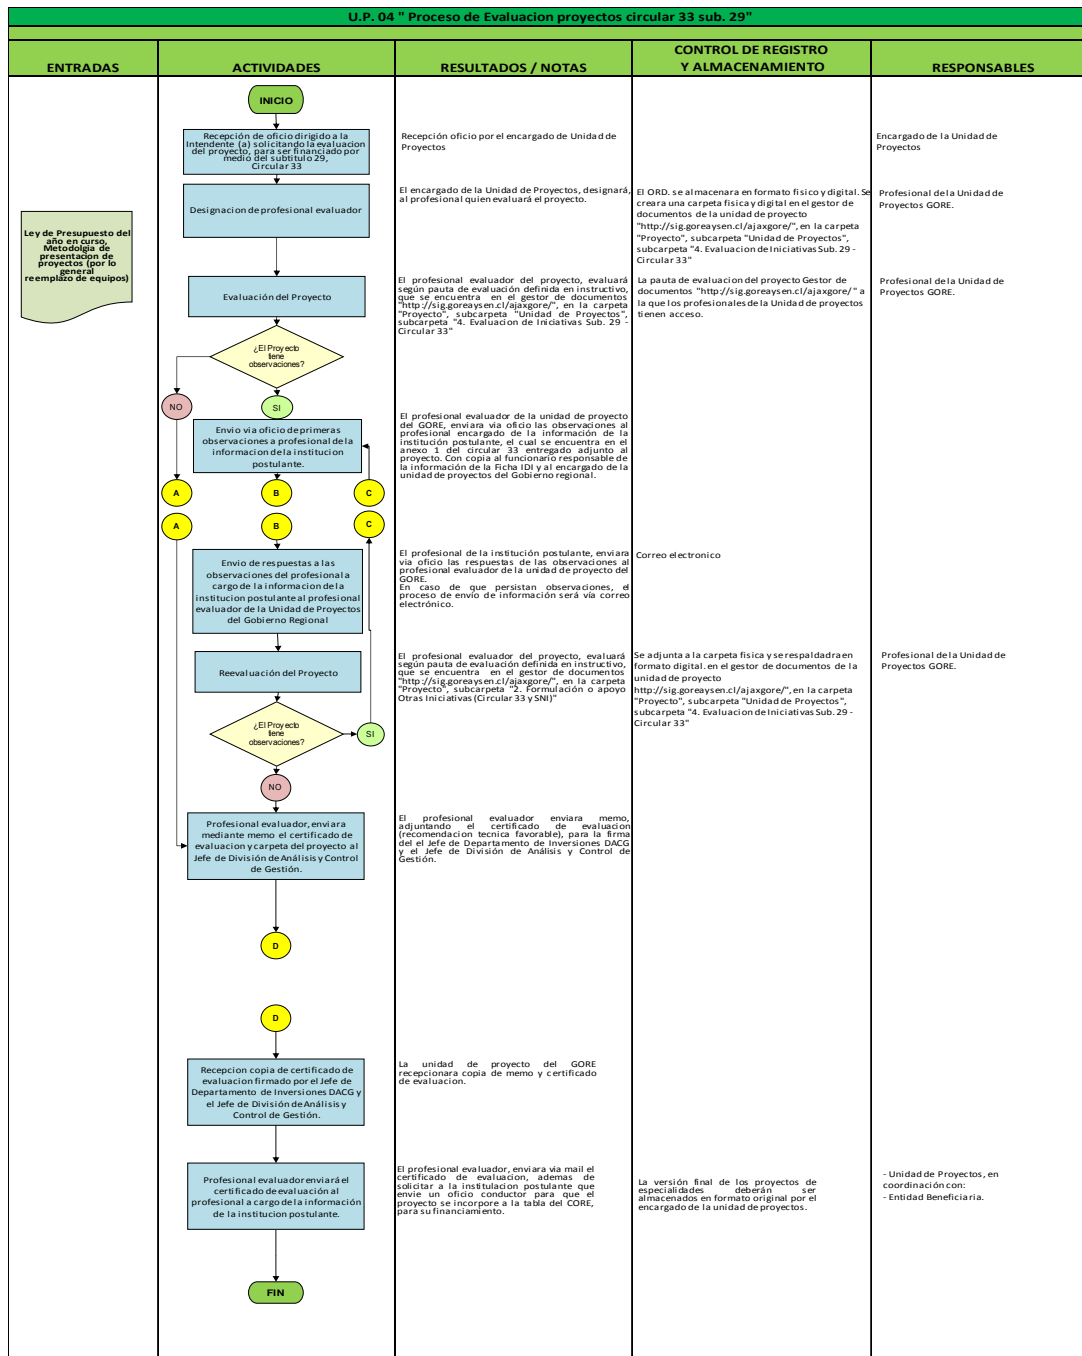 U.P. 04 " Proceso de Evaluacion proyectos circular 33 sub. 29"
ENTRADAS
ACTIVIDADES
RESULTADOS / NOTAS
CONTROL DE REGISTRO
Y ALMACENAMIENTO
RESPONSABLES
INICIO
Recepción de oficio dirigido a la
Intendente (a) solicitando la evaluacion
del proyecto, para ser financiado por
medio del subtitulo 29,
Circular 33
Recepción oficio por el encargado de Unidad de
Proyectos
Encargado de la Unidad de
Proyectos
Designacion de profesional evaluador
El encargado de la Unidad de Proyectos, designará,
al profesional quien evaluará el proyecto.
El ORD. se almacenara en formato fisico y digital. Se
creara una carpeta fisica y digital en el gestor de
documentos de la unidad de proyecto
"http://sig.goreaysen.cl/ajaxgore/", en la carpeta
"Proyecto", subcarpeta "Unidad de Proyectos",
subcarpeta "4. Evaluacion de Iniciativas Sub. 29 -
Circular 33"
Profesional de la Unidad de
Proyectos GORE.
Ley de Presupuesto del
año en curso,
Metodolgia de
presentacion de
proyectos (por lo
general
reemplazo de equipos)
Evaluación del Proyecto
El profesional evaluador del proyecto, evaluará
según pauta de evaluación definida en instructivo,
que se encuentra en el gestor de documentos
"http://sig.goreaysen.cl/ajaxgore/", en la carpeta
"Proyecto", subcarpeta "Unidad de Proyectos",
subcarpeta "4. Evaluacion de Iniciativas Sub. 29 -
Circular 33"
La pauta de evaluacion del proyecto Gestor de
documentos "http://sig.goreaysen.cl/ajaxgore/" a
la que los profesionales de la Unidad de proyectos
tienen acceso.
Profesional de la Unidad de
Proyectos GORE.
¿El Proyecto
tiene
observaciones?
NO
SI
Envio via oficio de primeras
observaciones a profesional de la
informacion de la institucion
postulante.
El profesional evaluador de la unidad de proyecto
del GORE, enviara via oficio las observaciones al
profesional encargado de la información de la
institución postulante, el cual se encuentra en el
anexo 1 del circular 33 entregado adjunto al
proyecto. Con copia al funcionario responsable de
la información de la Ficha IDI y al encargado de la
unidad de proyectos del Gobierno regional.
A
B
C
A
B
C
Envio de respuestas a las
observaciones del profesional a
cargo de la informacion de la
institucion postulante al profesional
evaluador de la Unidad de Proyectos
del Gobierno Regional
El profesional de la institución postulante, enviara
via oficio las respuestas de las observaciones al
profesional evaluador de la unidad de proyecto del
GORE.
En caso de que persistan observaciones, el
proceso de envío de información será vía correo
electrónico.
Correo electronico
Reevaluación del Proyecto
El profesional evaluador del proyecto, evaluará
según pauta de evaluación definida en instructivo,
que se encuentra en el gestor de documentos
"http://sig.goreaysen.cl/ajaxgore/", en la carpeta
"Proyecto", subcarpeta "2. Formulación o apoyo
Otras Iniciativas (Circular 33 y SNI)"
Se adjunta a la carpeta fisica y se respaldadra en
formato digital. en el gestor de documentos de la
unidad de proyecto
http://sig.goreaysen.cl/ajaxgore/", en la carpeta
"Proyecto", subcarpeta "Unidad de Proyectos",
subcarpeta "4. Evaluacion de Iniciativas Sub. 29 -
Circular 33"
Profesional de la Unidad de
Proyectos GORE.
¿El Proyecto
tiene
observaciones?
SI
NO
Profesional evaluador, enviara
mediante memo el certificado de
evaluacion y carpeta del proyecto al
Jefe de División de Análisis y Control
de Gestión.
El profesional evaluador enviara memo,
adjuntando el certificado de evaluacion
(recomendacion tecnica favorable), para la firma
del el Jefe de Departamento de Inversiones DACG
y el Jefe de División de Análisis y Control de
Gestión.
D
D
Recepcion copia de certificado de
evaluacion firmado por el Jefe de
Departamento de Inversiones DACG y
el Jefe de División de Análisis y
Control de Gestión.
La unidad de proyecto del GORE
recepcionara copia de memo y certificado
de evaluacion.
Profesional evaluador enviará el
certificado de evaluación al
profesional a cargo de la información
de la institucion postulante.
El profesional evaluador, enviara via mail el
certificado de evaluacion, ademas de
solicitar a la institulacion postulante que
envie un oficio conductor para que el
proyecto se incorpore a la tabla del CORE,
para su financiamiento.
La versión final de los proyectos de
especialidades deberán ser
almacenados en formato original por el
encargado de la unidad de proyectos.
- Unidad de Proyectos, en
coordinación con:
- Entidad Beneficiaria.
FIN